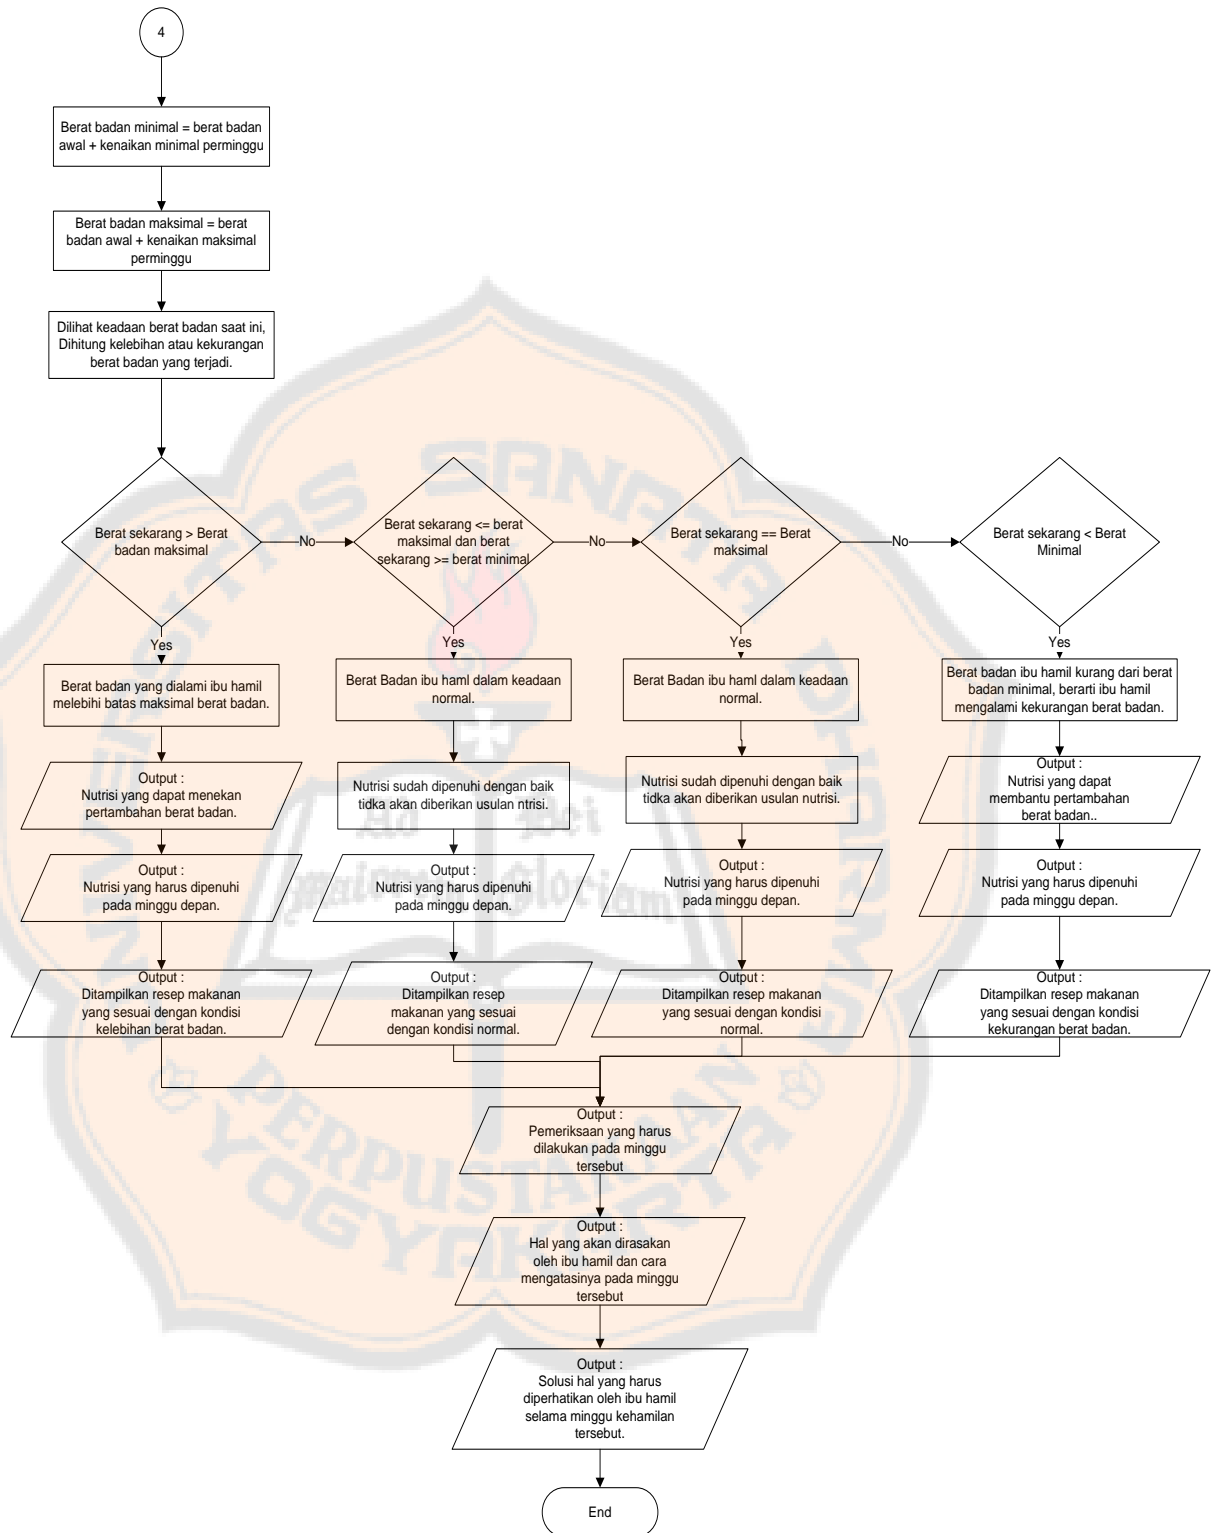 4
Berat badan minimal = berat badan
awal + kenaikan minimal perminggu
Berat badan maksimal = berat
badan awal + kenaikan maksimal
perminggu
Dilihat keadaan berat badan saat ini,
Dihitung kelebihan atau kekurangan
berat badan yang terjadi.
Berat sekarang > Berat
badan maksimal
No
Berat sekarang <= berat
maksimal dan berat
sekarang >= berat minimal
No
Berat sekarang == Berat
maksimal
No
Berat sekarang < Berat
Minimal
Yes
Yes
Yes
Yes
Berat badan yang dialami ibu hamil
melebihi batas maksimal berat badan.
Berat Badan ibu haml dalam keadaan
normal.
Berat Badan ibu haml dalam keadaan
normal.
Berat badan ibu hamil kurang dari berat
badan minimal, berarti ibu hamil
mengalami kekurangan berat badan.
Output :
Nutrisi yang dapat menekan
pertambahan berat badan.
Nutrisi sudah dipenuhi dengan baik
tidka akan diberikan usulan ntrisi.
Nutrisi sudah dipenuhi dengan baik
tidka akan diberikan usulan nutrisi.
Output :
Nutrisi yang dapat
membantu pertambahan
berat badan..
Output :
Nutrisi yang harus dipenuhi
pada minggu depan.
Output :
Nutrisi yang harus dipenuhi
pada minggu depan.
Output :
Nutrisi yang harus dipenuhi
pada minggu depan.
Output :
Nutrisi yang harus dipenuhi
pada minggu depan.
Output :
Ditampilkan resep makanan
yang sesuai dengan kondisi
kelebihan berat badan.
Output :
Ditampilkan resep
makanan yang sesuai
dengan kondisi normal.
Output :
Ditampilkan resep makanan
yang sesuai dengan kondisi
normal.
Output :
Ditampilkan resep makanan
yang sesuai dengan kondisi
kekurangan berat badan.
Output :
Pemeriksaan yang harus
dilakukan pada minggu
tersebut
Output :
Hal yang akan dirasakan
oleh ibu hamil dan cara
mengatasinya pada minggu
tersebut
Output :
Solusi hal yang harus
diperhatikan oleh ibu hamil
selama minggu kehamilan
tersebut.
End
UNIVERSITAS SANATA DHARMA
Ad Dei
Maiorem Gloriam
PERPUSTAKAAN
YOGYAKARTA